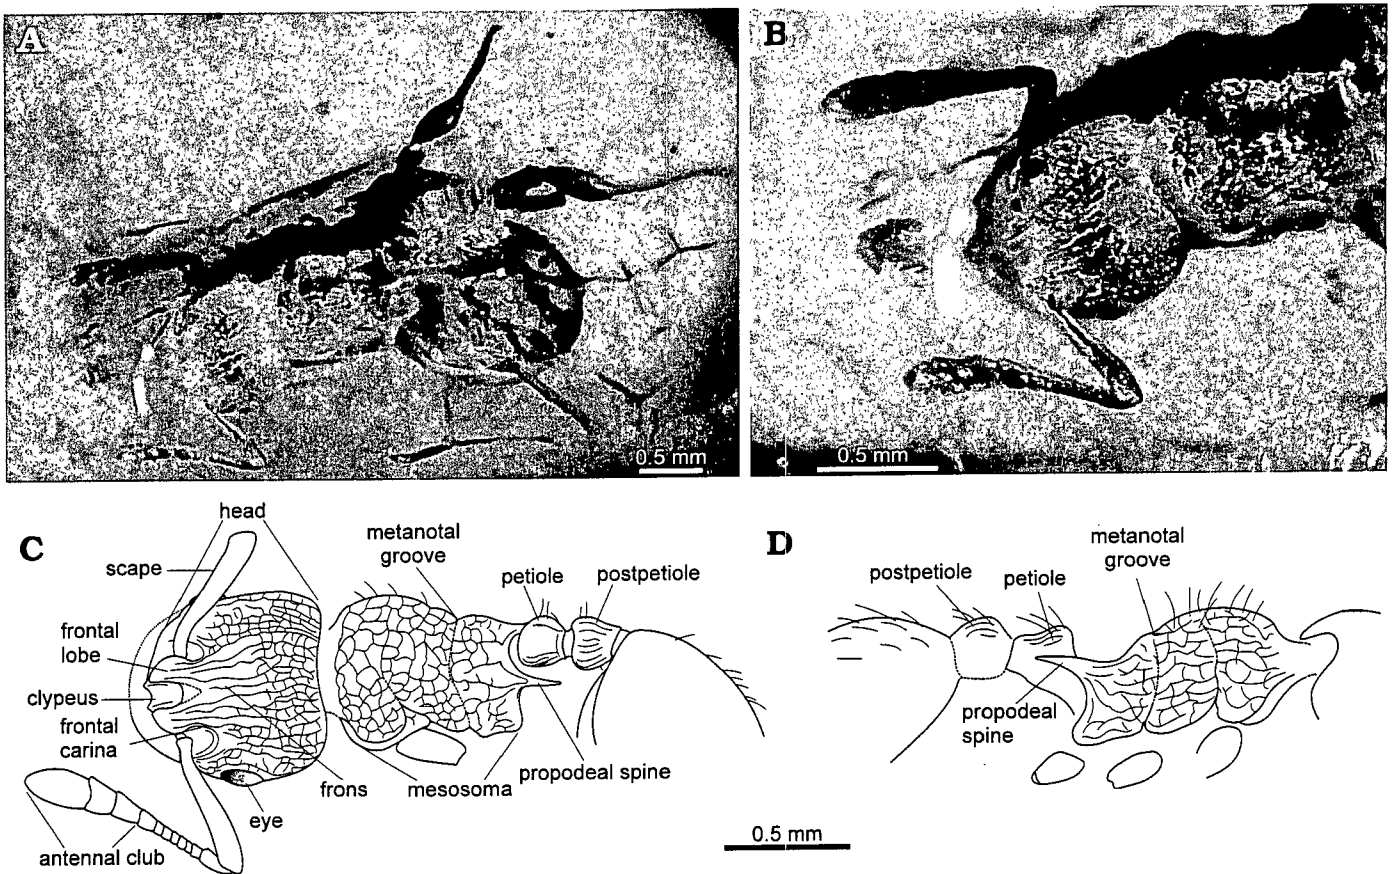 A
0.5 mm
B
0.5 mm
C
head
scape
frontal
lobe
clypeus
frontal
carina
antennal club
eye
frons
mesosoma
propodeal spine
metanotal
groove
petiole
postpetiole
D
postpetiole
petiole
metanotal
groove
propodeal
spine
0.5 mm